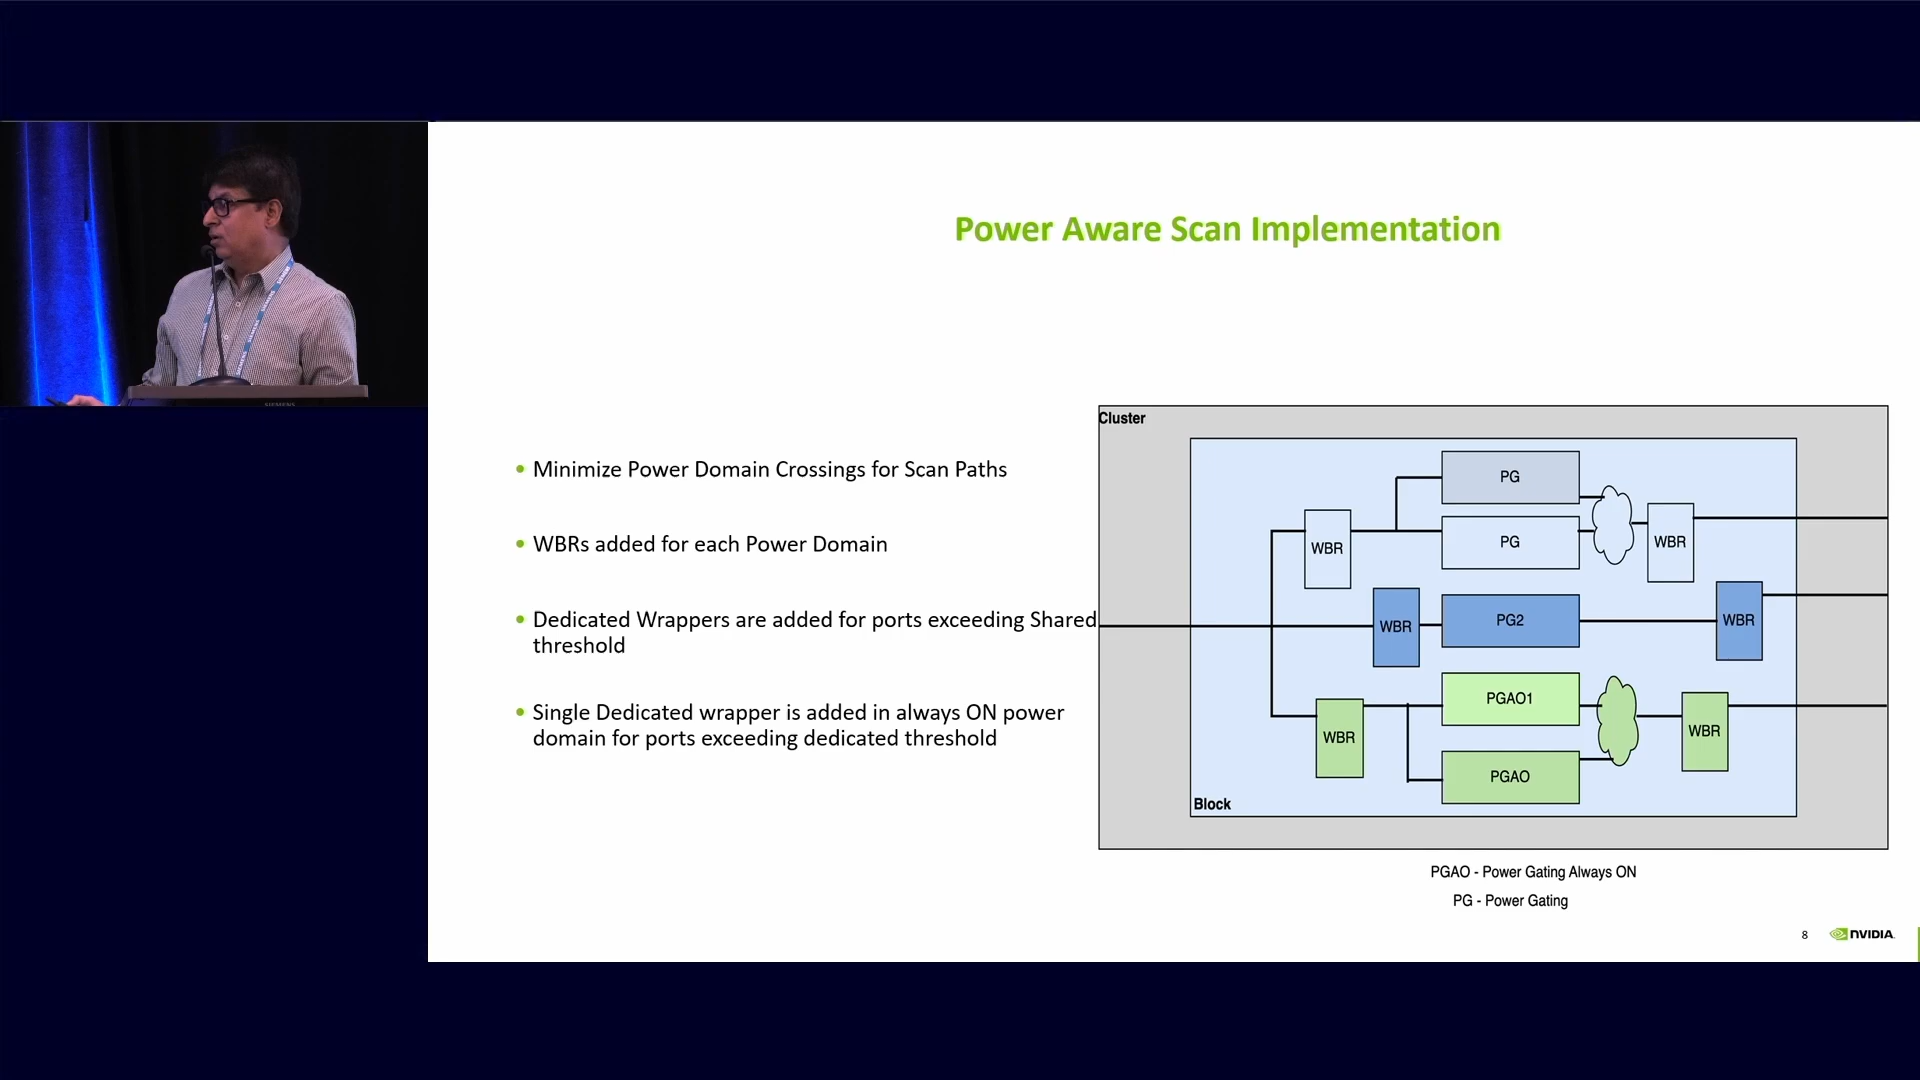 Power Aware Scan Implementation
• Minimize Power Domain Crossings for Scan Paths
• WBRs added for each Power Domain
• Dedicated Wrappers are added for ports exceeding Shared
threshold
• Single Dedicated wrapper is added in always ON power
domain for ports exceeding dedicated threshold
Cluster
PG
WBR
PG
WBR
WBR
PG2
WBR
PGAO1
WBR
WBR
PGAO
Block
PGAO - Power Gating Always ON
PG - Power Gating
8
NVIDIA
SIEMENS